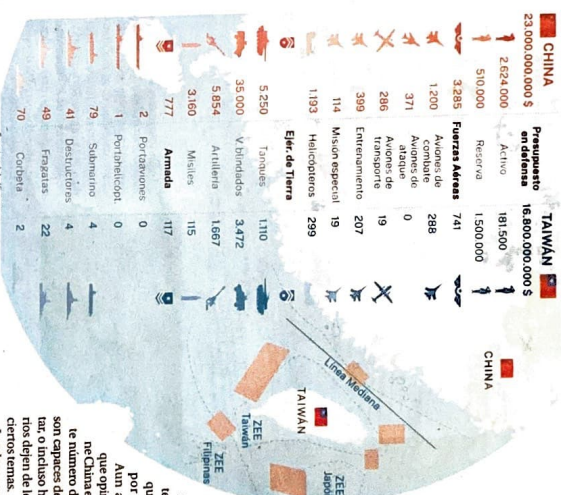 CHINA TAIWÁN
23.000.000.000 $ Presupuesto 16.800.000.000 $
en defensa
2.624.000 Activo 181.500
510.000 Reserva 1.500.000
3.285 Fuerzas Aéreas 741
1.200 Aviones de 288
combate
371 Aviones de 0
ataque
286 Aviones de 19
transporte
399 Entrenamiento 207
114 Misión especial 19
1.193 Helicópteros 299
Ejér. de Tierra
5.250 Tanques 1.110
35.000 V. blindados 3.472
5.854 Artillería 1.667
3.160 Misiles 115
777 Armada 117
2 Portaaviones 0
1 Portahelicópt. 0
79 Submarino 4
41 Destructores 4
49 Fragatas 22
70 Corbeta 2
CHINA
Línea Mediana
TAIWÁN
ZEE
Taiwán
ZEE
Filipinas
ZEE
Japó
por
Aun a
que opi
ne China e
te número d
son capaces d
tar, o incluso h
rios dejen de l
ciertos temas.